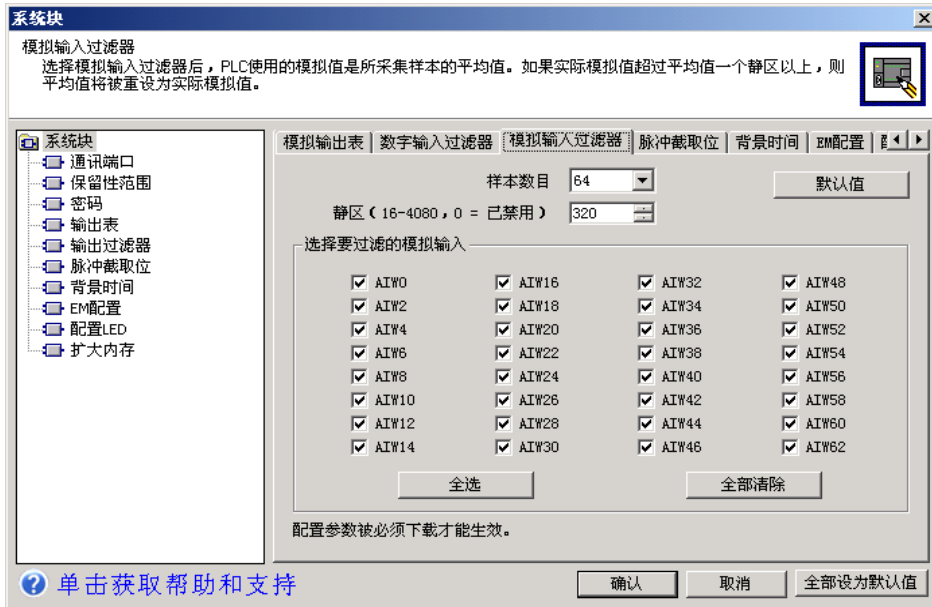 系统块
模拟输入过滤器
选择模拟输入过滤器后，PLC使用的模拟值是所采集样本的平均值。如果实际模拟值超过平均值一个静区以上，则
平均值将被重设为实际模拟值。
系统块
通讯端口
保留性范围
密码
输出表
输出过滤器
脉冲截取位
背景时间
EM配置
配置LED
扩大内存
模拟输出表 数字输入过滤器 模拟输入过滤器 脉冲截取位 背景时间 EM配置
样本数目 64 默认值
静区（16-4080，0 = 已禁用） 320
选择要过滤的模拟输入
AIW0 AIW16 AIW32 AIW48
AIW2 AIW18 AIW34 AIW50
AIW4 AIW20 AIW36 AIW52
AIW6 AIW22 AIW38 AIW54
AIW8 AIW24 AIW40 AIW56
AIW10 AIW26 AIW42 AIW58
AIW12 AIW28 AIW44 AIW60
AIW14 AIW30 AIW46 AIW62
全选 全部清除
配置参数被必须下载才能生效。
单击获取帮助和支持 确认 取消 全部设为默认值